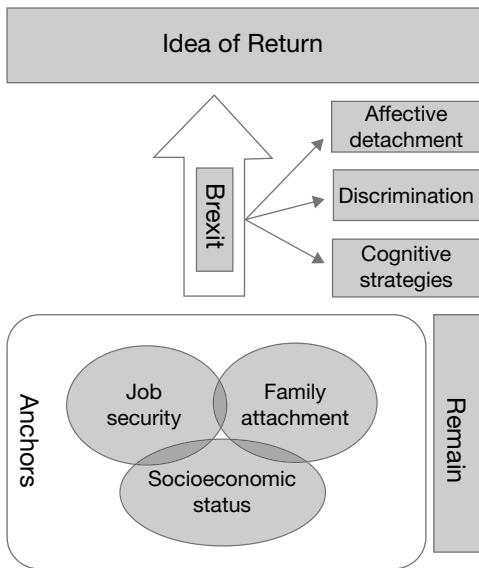 Idea of Return
Affective
detachment
Brexit
Discrimination
Cognitive
strategies
Anchors
Job
security
Family
attachment
Socioeconomic
status
Remain